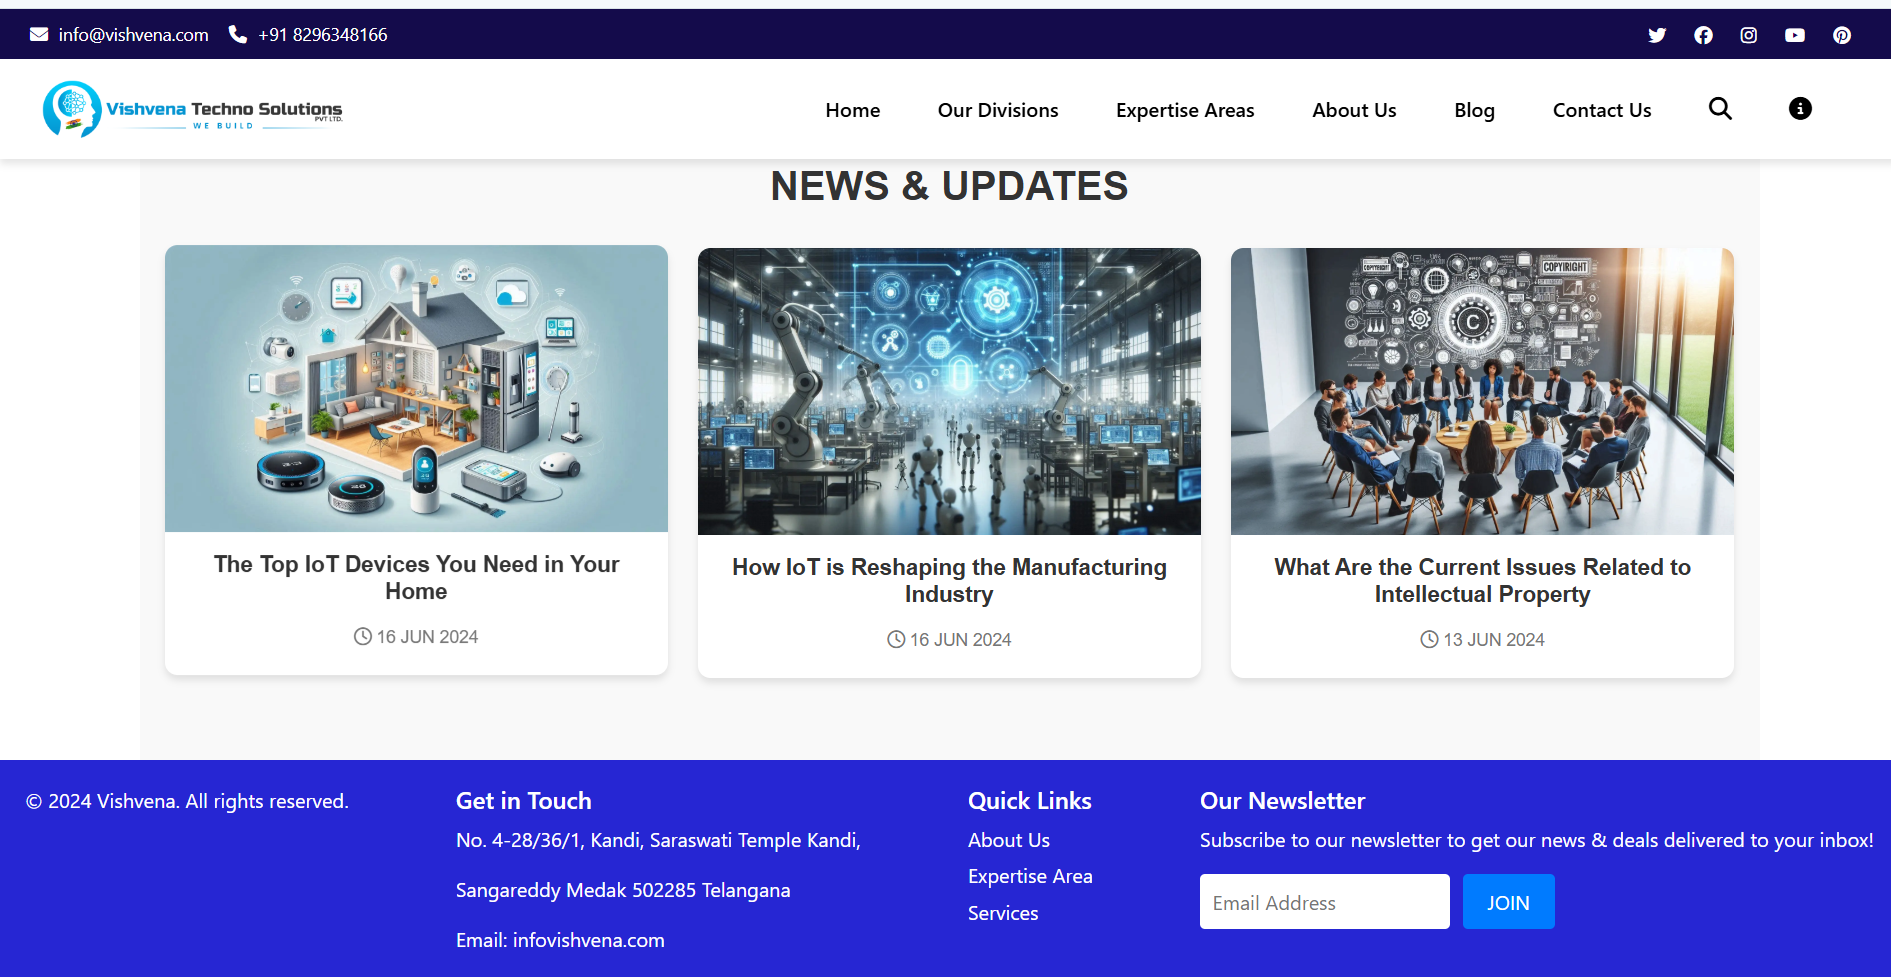 info@vishvena.com +91 8296348166
Vishvena Techno Solutions
PVT LTD.
WE BUILD
Home Our Divisions Expertise Areas About Us Blog Contact Us
NEWS & UPDATES
COPYRIGHT
COPYRIGHT
C
The Top IoT Devices You Need in Your
Home
16 JUN 2024
How IoT is Reshaping the Manufacturing
Industry
16 JUN 2024
What Are the Current Issues Related to
Intellectual Property
13 JUN 2024
© 2024 Vishvena. All rights reserved.
Get in Touch
No. 4-28/36/1, Kandi, Saraswati Temple Kandi,
Sangareddy Medak 502285 Telangana
Email: infovishvena.com
Quick Links
About Us
Expertise Area
Services
Our Newsletter
Subscribe to our newsletter to get our news & deals delivered to your inbox!
Email Address JOIN